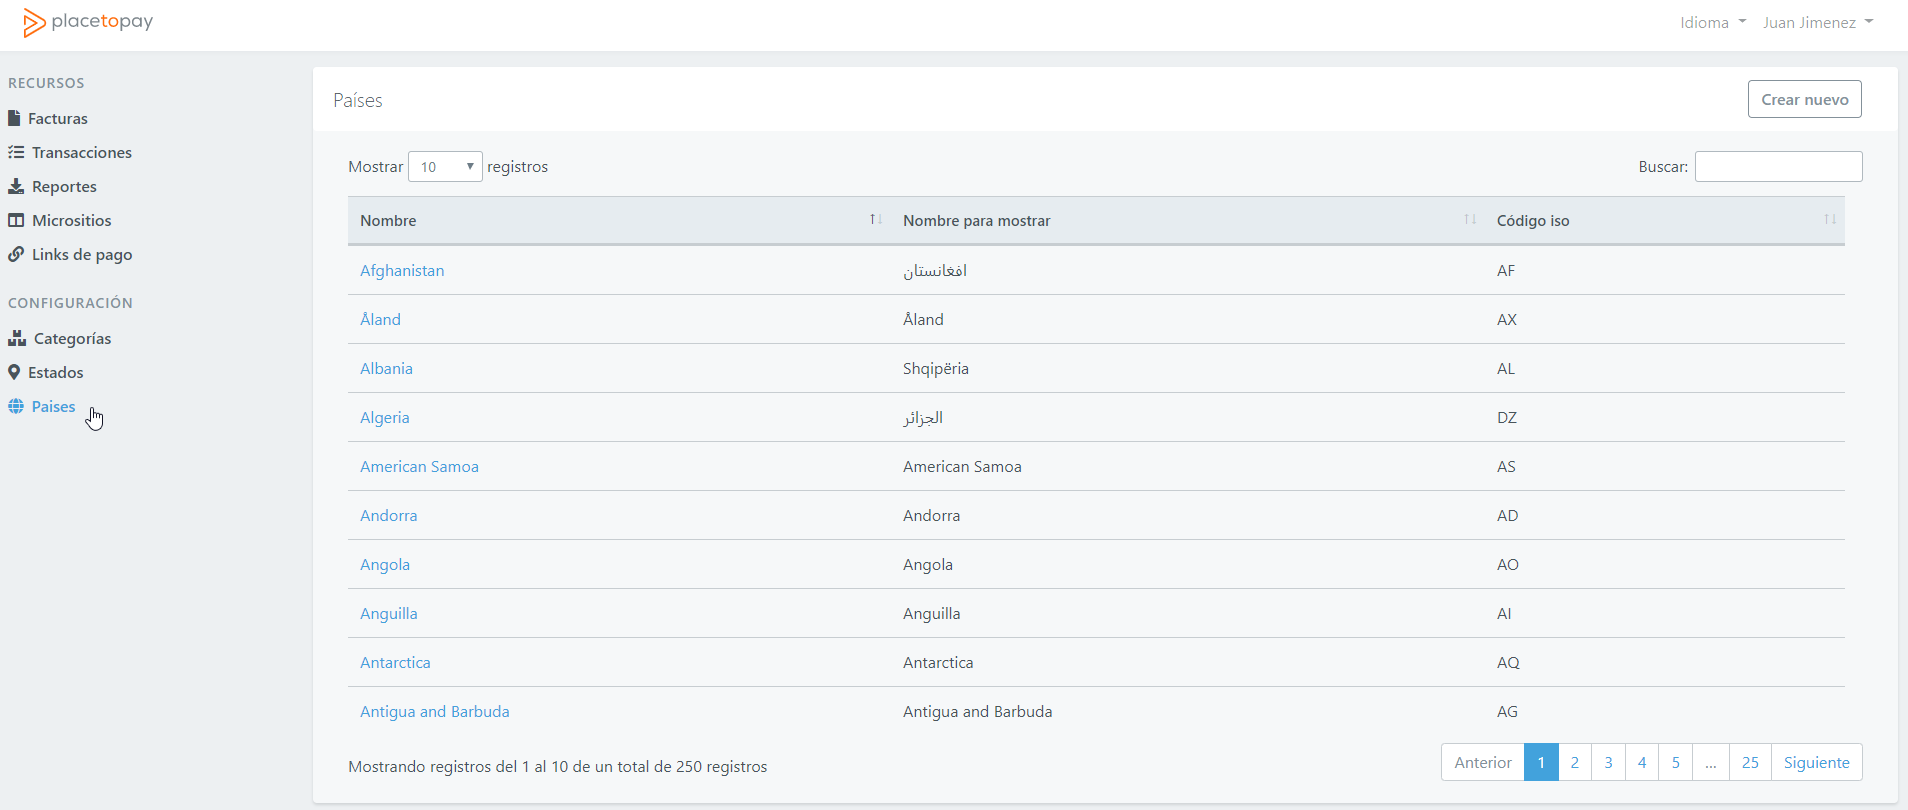 placetopay
Idioma Juan Jimenez
RECURSOS
Facturas
Transacciones
Reportes
Micrositios
Links de pago
CONFIGURACIÓN
Categorías
Estados
Paises
Países
Crear nuevo
Mostrar 10 registros
Buscar:
Nombre Nombre para mostrar Código iso
Afghanistan افغانستان AF
Åland Åland AX
Albania Shqipëria AL
Algeria الجزائر DZ
American Samoa American Samoa AS
Andorra Andorra AD
Angola Angola AO
Anguilla Anguilla AI
Antarctica Antarctica AQ
Antigua and Barbuda Antigua and Barbuda AG
Mostrando registros del 1 al 10 de un total de 250 registros
Anterior 1 2 3 4 5 ... 25 Siguiente